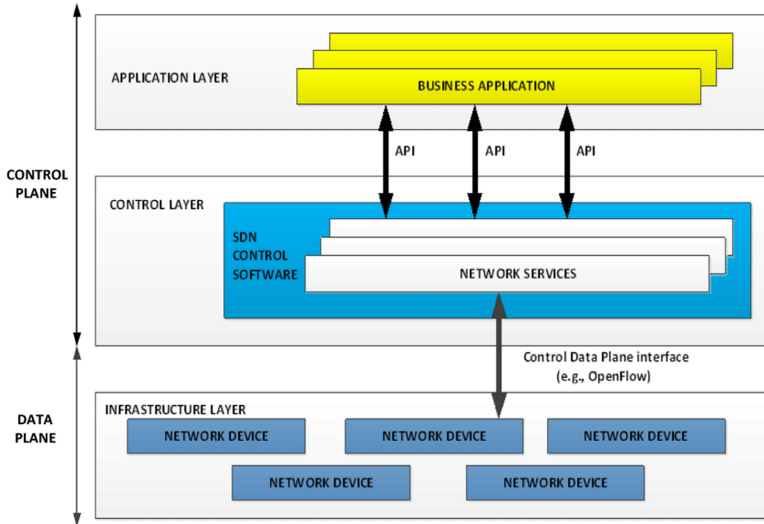 APPLICATION LAYER
BUSINESS APPLICATION
API
API
API
CONTROL
PLANE
CONTROL LAYER
SDN
CONTROL
SOFTWARE
NETWORK SERVICES
Control Data Plane interface
(e.g., OpenFlow)
DATA
PLANE
INFRASTRUCTURE LAYER
NETWORK DEVICE
NETWORK DEVICE
NETWORK DEVICE
NETWORK DEVICE
NETWORK DEVICE